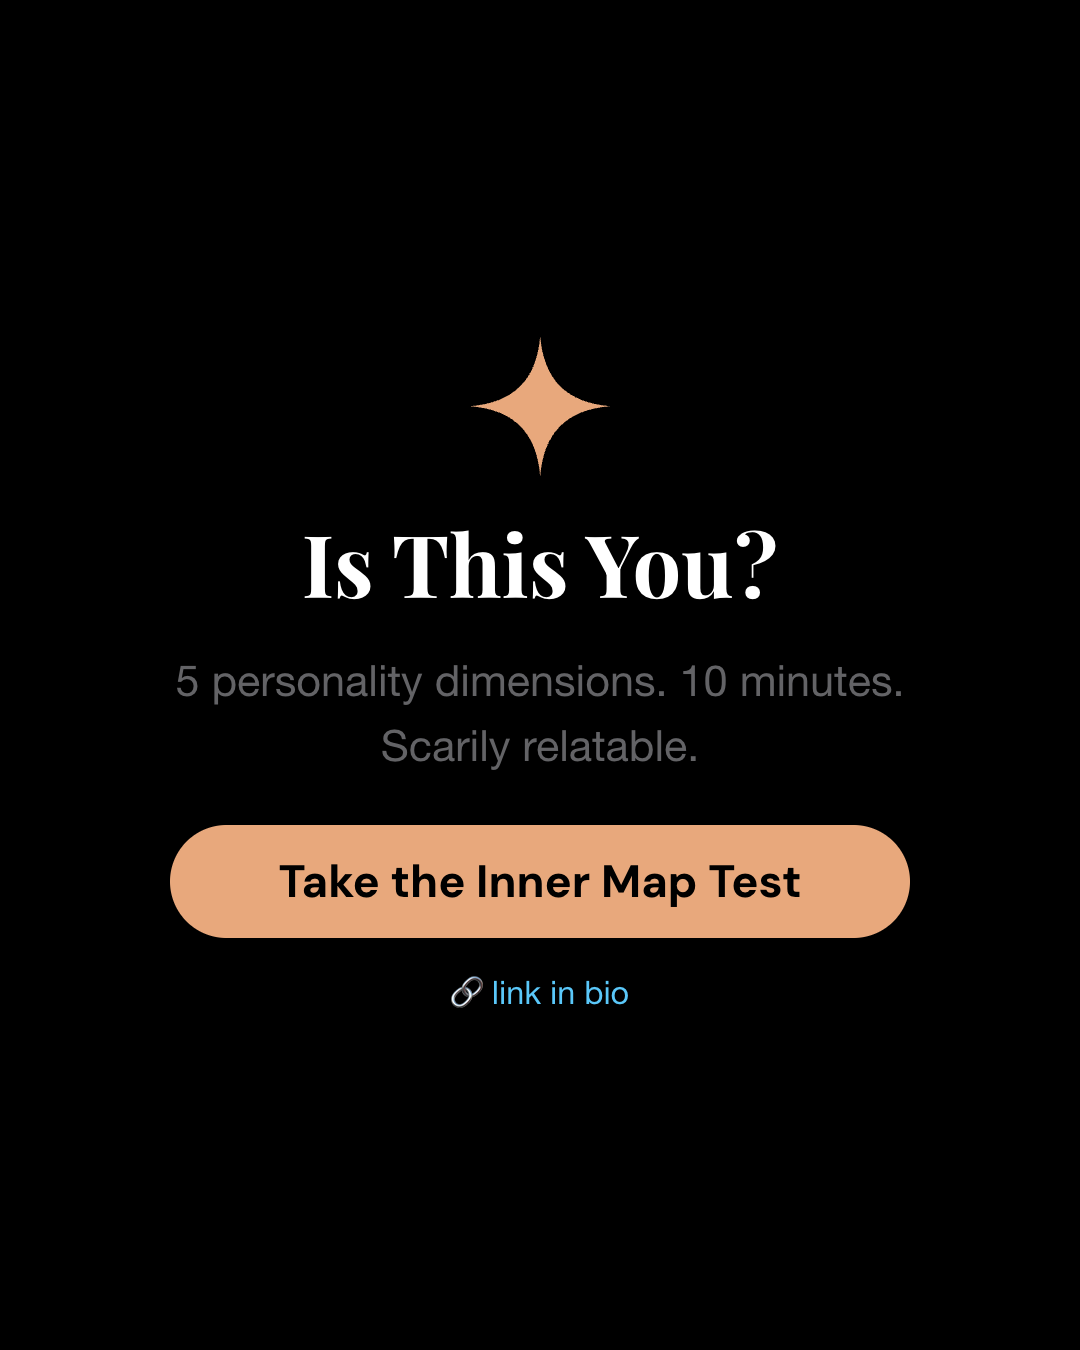 Is This You?
5 personality dimensions. 10 minutes.
Scarily relatable.
Take the Inner Map Test
🔗 link in bio